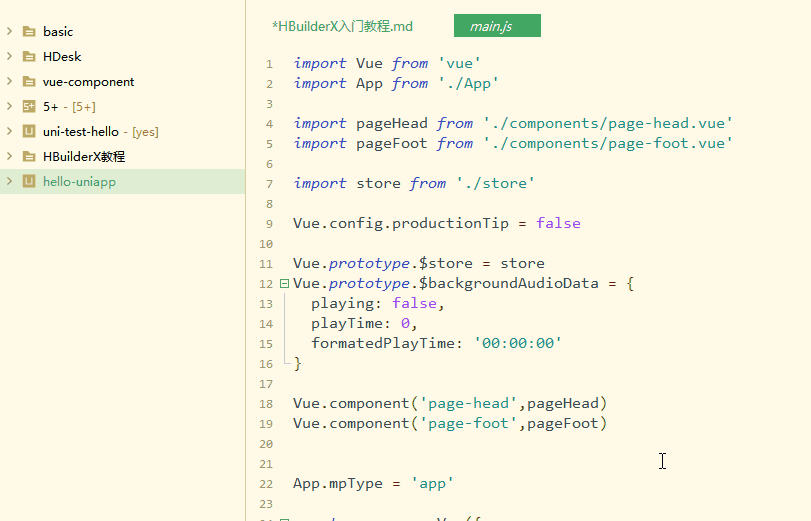 basic
HDesk
vue-component
5+ - [5+]
uni-test-hello - [yes]
HBuilderX教程
hello-uniapp
*HBuilderX入门教程.md
main.js
1 import Vue from 'vue'
2 import App from './App'
3
4 import pageHead from './components/page-head.vue'
5 import pageFoot from './components/page-foot.vue'
6
7 import store from './store'
8
9 Vue.config.productionTip = false
10
11 Vue.prototype.$store = store
12 Vue.prototype.$backgroundAudioData = {
13 playing: false,
14 playTime: 0,
15 formatedPlayTime: '00:00:00'
16 }
17
18 Vue.component('page-head',pageHead)
19 Vue.component('page-foot',pageFoot)
20
21
22 App.mpType = 'app'
23